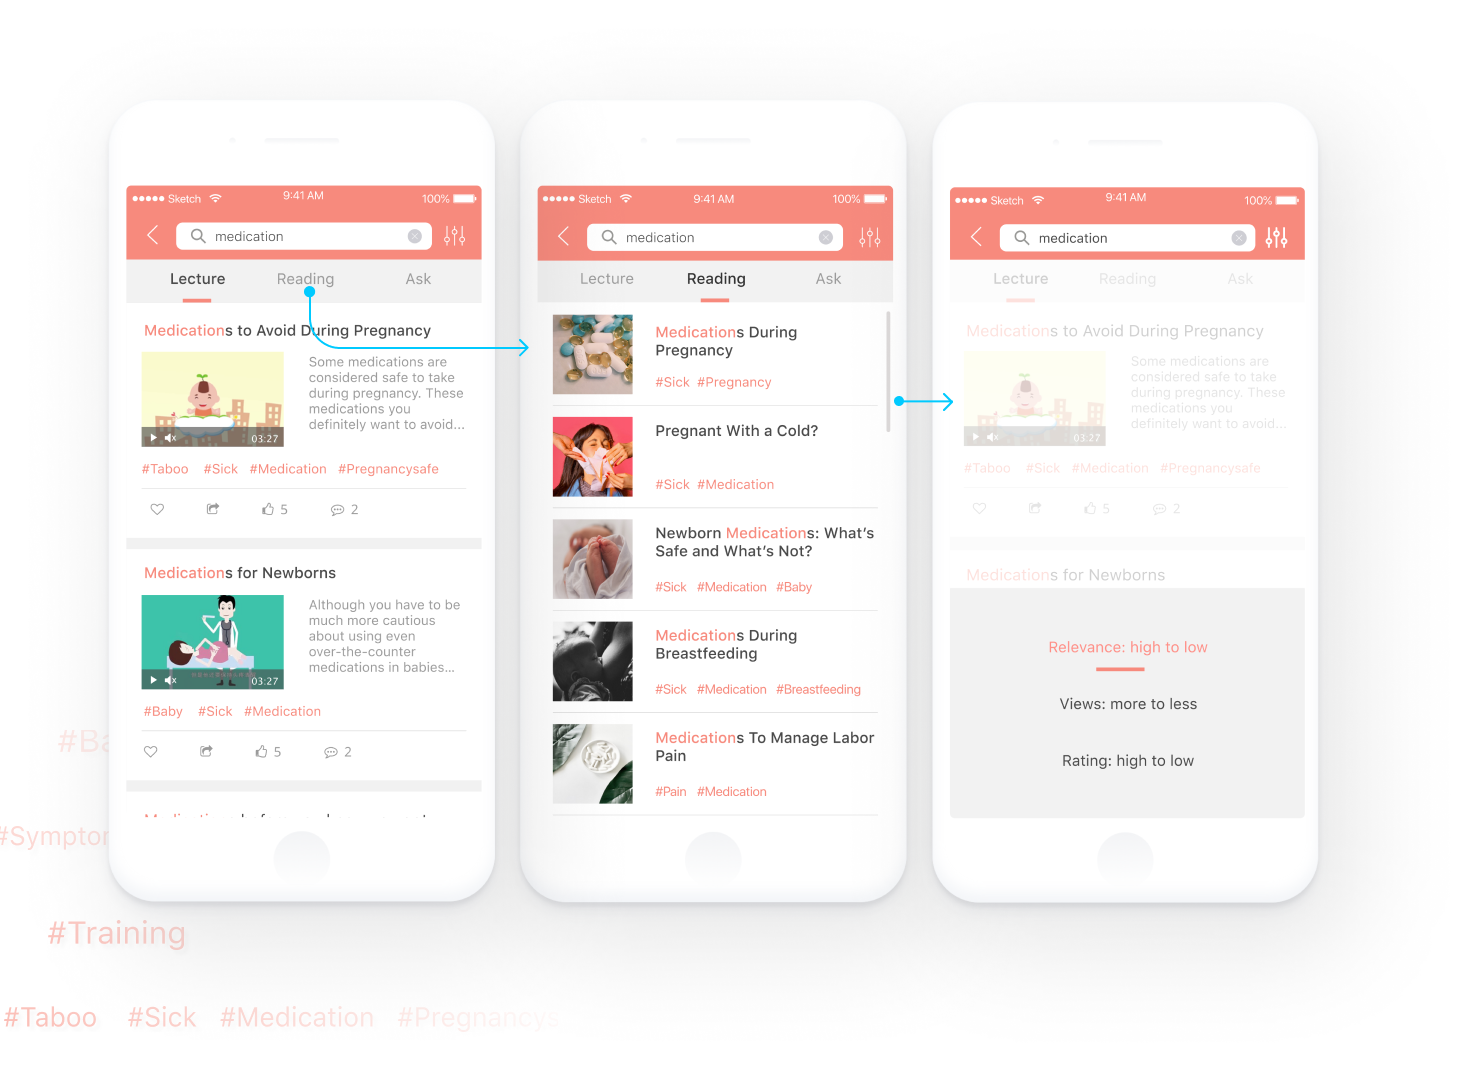 Sketch 9:41 AM 100%
medication
Lecture Reading Ask
Medications to Avoid During Pregnancy
Some medications are
considered safe to take
during pregnancy. These
medications you
definitely want to avoid...
03:27
#Taboo #Sick #Medication #Pregnancysafe
5 2
Medications for Newborns
Although you have to be
much more cautious
about using even
over-the-counter
medications in babies...
03:27
#Baby #Sick #Medication
5 2
Sketch 9:41 AM 100%
medication
Lecture Reading Ask
Medications During
Pregnancy
#Sick #Pregnancy
Pregnant With a Cold?
#Sick #Medication
Newborn Medications: What's
Safe and What's Not?
#Sick #Medication #Baby
Medications During
Breastfeeding
#Sick #Medication #Breastfeeding
Medications To Manage Labor
Pain
#Pain #Medication
Sketch 9:41 AM 100%
medication
Lecture Reading Ask
Medications to Avoid During Pregnancy
Some medications are
considered safe to take
during pregnancy. These
medications you
definitely want to avoid...
03:27
#Taboo #Sick #Medication #Pregnancysafe
5 2
Medications for Newborns
Relevance: high to low
Views: more to less
Rating: high to low
#Ba
#Symptor
#Training
#Taboo #Sick #Medication #Pregnancys